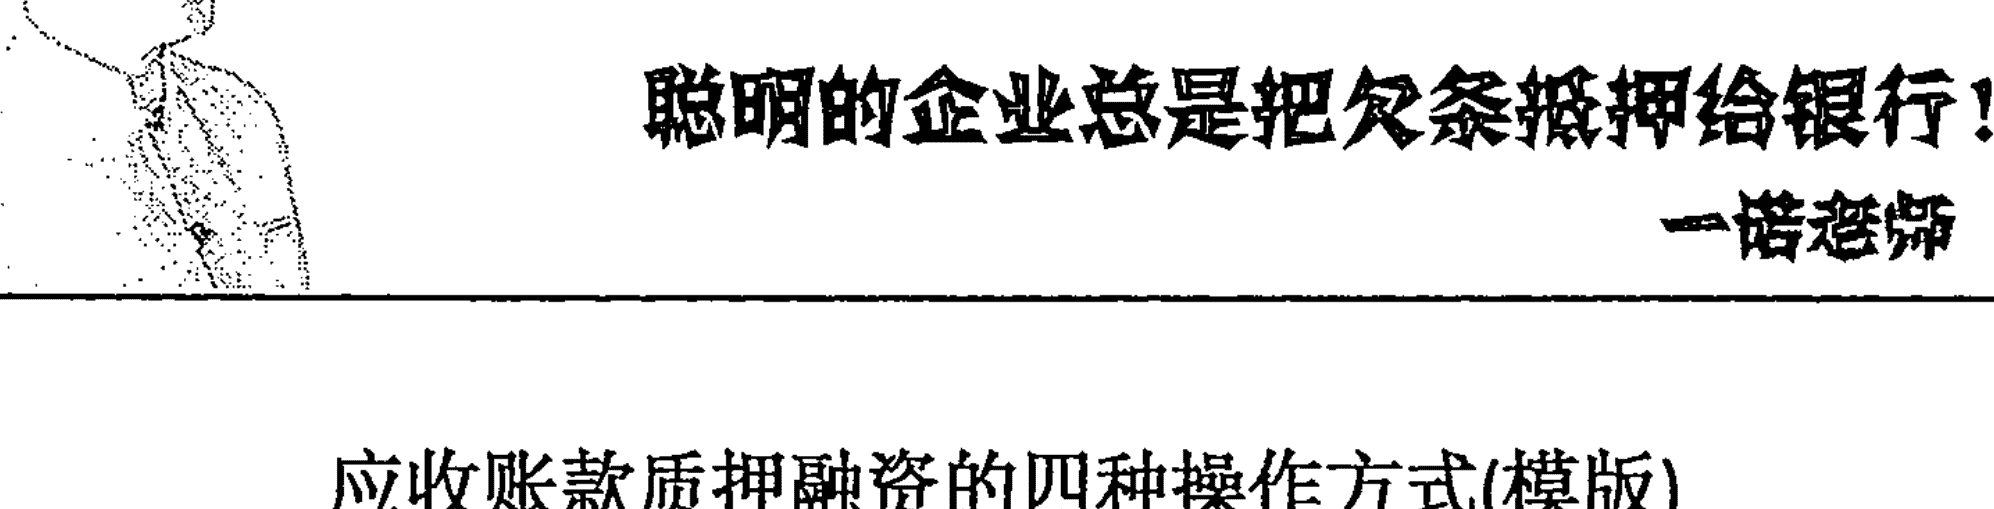 聪明的企业总是把欠条抵押给银行！
一诺老师
应收账款质押融资的四种操作方式(模版)